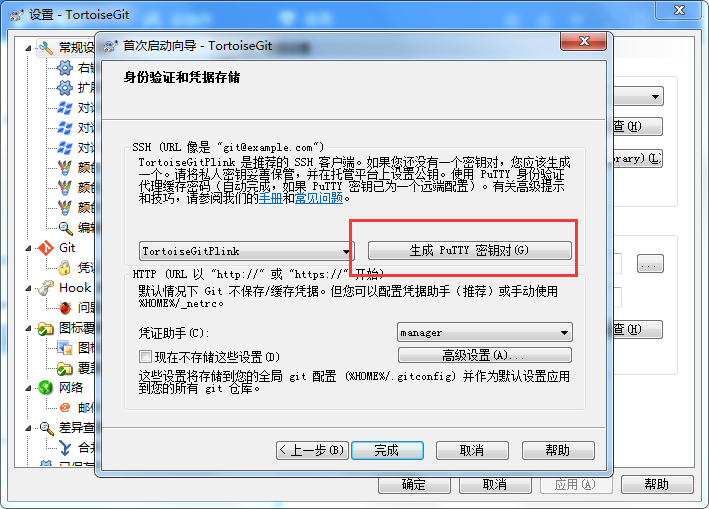 设置 - TortoiseGit
常规设
右键
扩展
对话
对话
对话
颜色
颜色
颜色
编辑
Git
凭证
Hook
问题
图标覆
图标
覆盖
网络
邮件
差异查
合并
已保存
查(H)
rary)(L)
...
查(H)
首次启动向导 - TortoiseGit
身份验证和凭据存储
SSH (URL 像是 "git@example.com")
TortoiseGitPlink 是推荐的 SSH 客户端。如果您还没有一个密钥对，您应该生成
一个。请将私人密钥妥善保管，并在托管平台上设置公钥。使用 PuTTY 身份验证
代理缓存密码（自动完成，如果 PuTTY 密钥已为一个远端配置）。有关高级提示
和技巧，请参阅我们的手册和常见问题。
TortoiseGitPlink
生成 PuTTY 密钥对(G)
HTTP (URL 以 "http://" 或 "https://" 开始)
默认情况下 Git 不保存/缓存凭据。但您可以配置凭据助手（推荐）或手动使用
%HOME%/_netrc。
凭证助手(C):
manager
现在不存储这些设置(D)
高级设置(A)...
这些设置将存储到您的全局 git 配置 (%HOME%/.gitconfig) 并作为默认设置应用
到您的所有 git 仓库。
< 上一步(B)
完成
取消
帮助
确定
取消
应用(A)
帮助